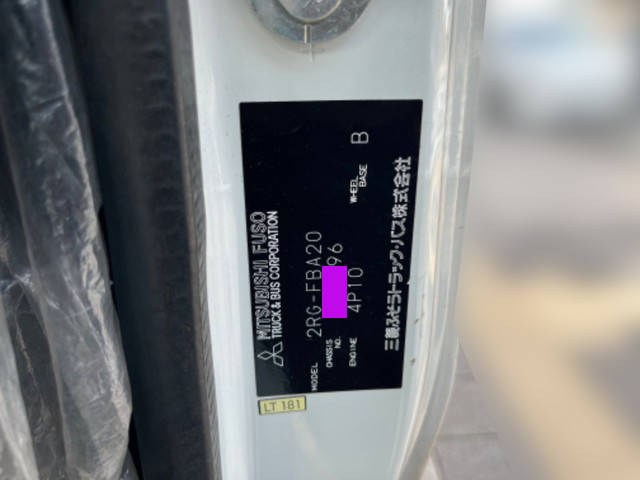 MITSUBISHI FUSO
TRUCK & BUS CORPORATION
MODEL 2RG-FBA20
CHASSIS NO. 96
ENGINE 4P10
WHEEL BASE B
三菱ふそうトラック・バス株式会社
LT 181